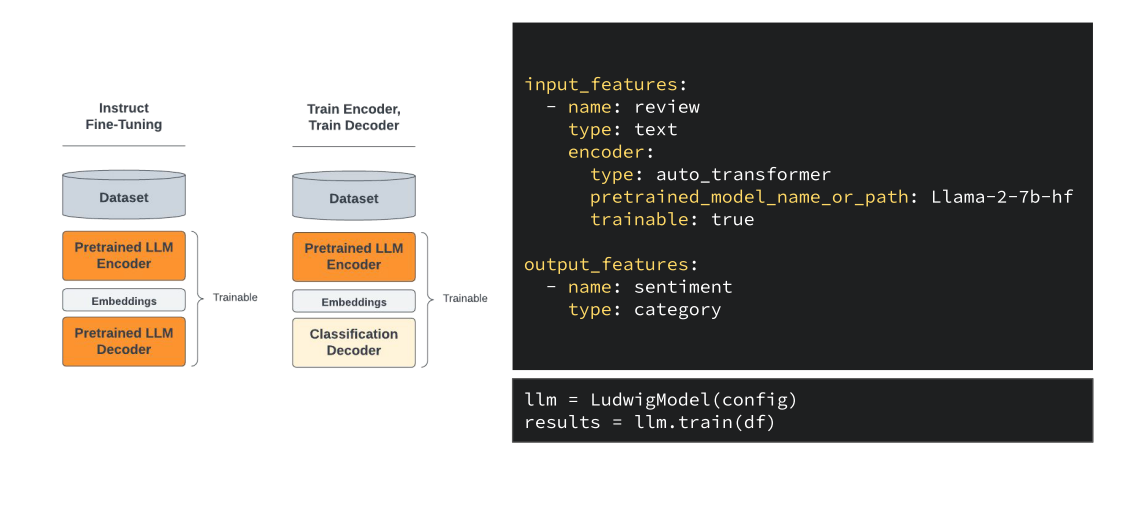 Instruct
Fine-Tuning
Dataset
Pretrained LLM
Encoder
Embeddings
Pretrained LLM
Decoder
Trainable
Train Encoder,
Train Decoder
Dataset
Pretrained LLM
Encoder
Embeddings
Classification
Decoder
Trainable
input_features:
  - name: review
    type: text
    encoder:
      type: auto_transformer
      pretrained_model_name_or_path: Llama-2-7b-hf
      trainable: true
output_features:
  - name: sentiment
    type: category
llm = LudwigModel(config)
results = llm.train(df)